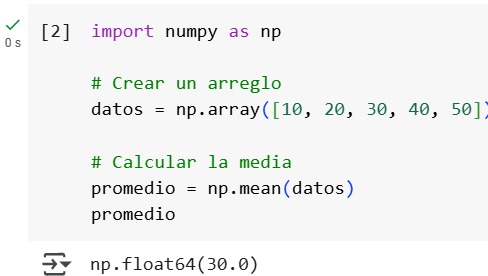 [2] import numpy as np
0 s
# Crear un arreglo
datos = np.array([10, 20, 30, 40, 50])
# Calcular la media
promedio = np.mean(datos)
promedio
np.float64(30.0)